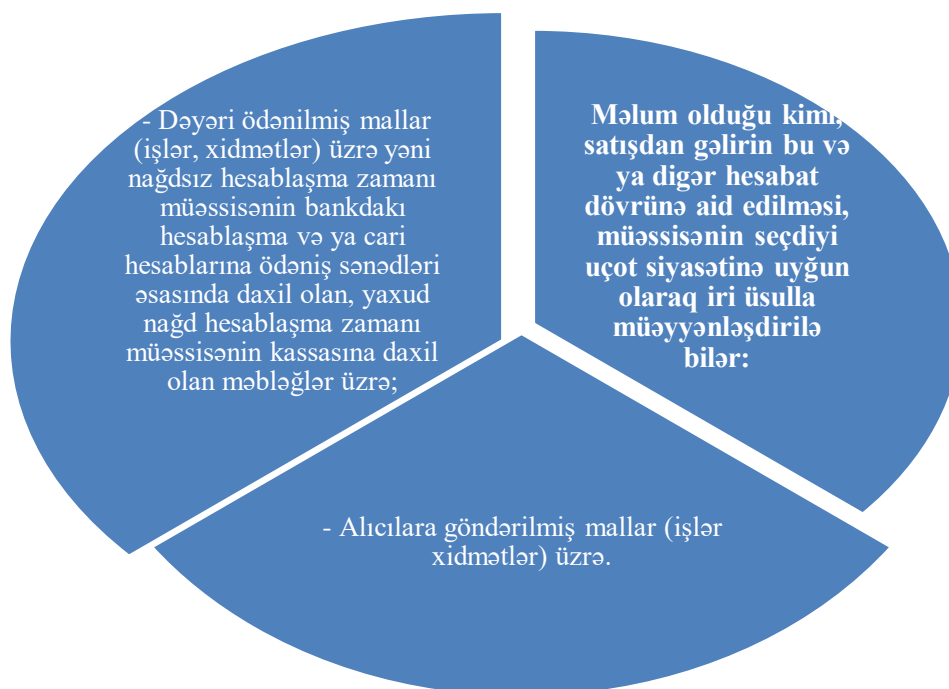 Məlum olduğu kimi,
satışdan gəlirin bu və
ya digər hesabat
dövrünə aid edilməsi,
müəssisənin seçdiyi
uçot siyasətinə uyğun
olaraq iri üsulla
müəyyənləşdirilə
bilər:
- Dəyəri ödənilmiş mallar
(işlər, xidmətlər) üzrə yəni
nağdsız hesablaşma zamanı
müəssisənin bankdakı
hesablaşma və ya cari
hesablarına ödəniş sənədləri
əsasında daxil olan, yaxud
nağd hesablaşma zamanı
müəssisənin kassasına daxil
olan məbləğlər üzrə;
- Alıcılara göndərilmiş mallar (işlər
xidmətlər) üzrə.